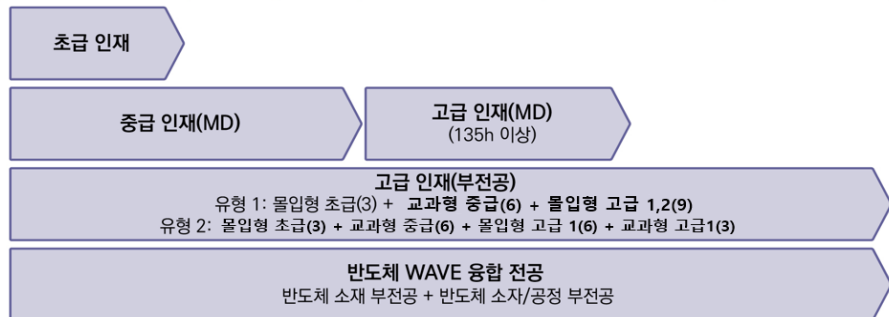 초급 인재
중급 인재(MD)
고급 인재(MD)
(135h 이상)
고급 인재(부전공)
유형 1: 몰입형 초급(3) + 교과형 중급(6) + 몰입형 고급 1,2(9)
유형 2: 몰입형 초급(3) + 교과형 중급(6) + 몰입형 고급 1(6) + 교과형 고급1(3)
반도체 WAVE 융합 전공
반도체 소재 부전공 + 반도체 소자/공정 부전공